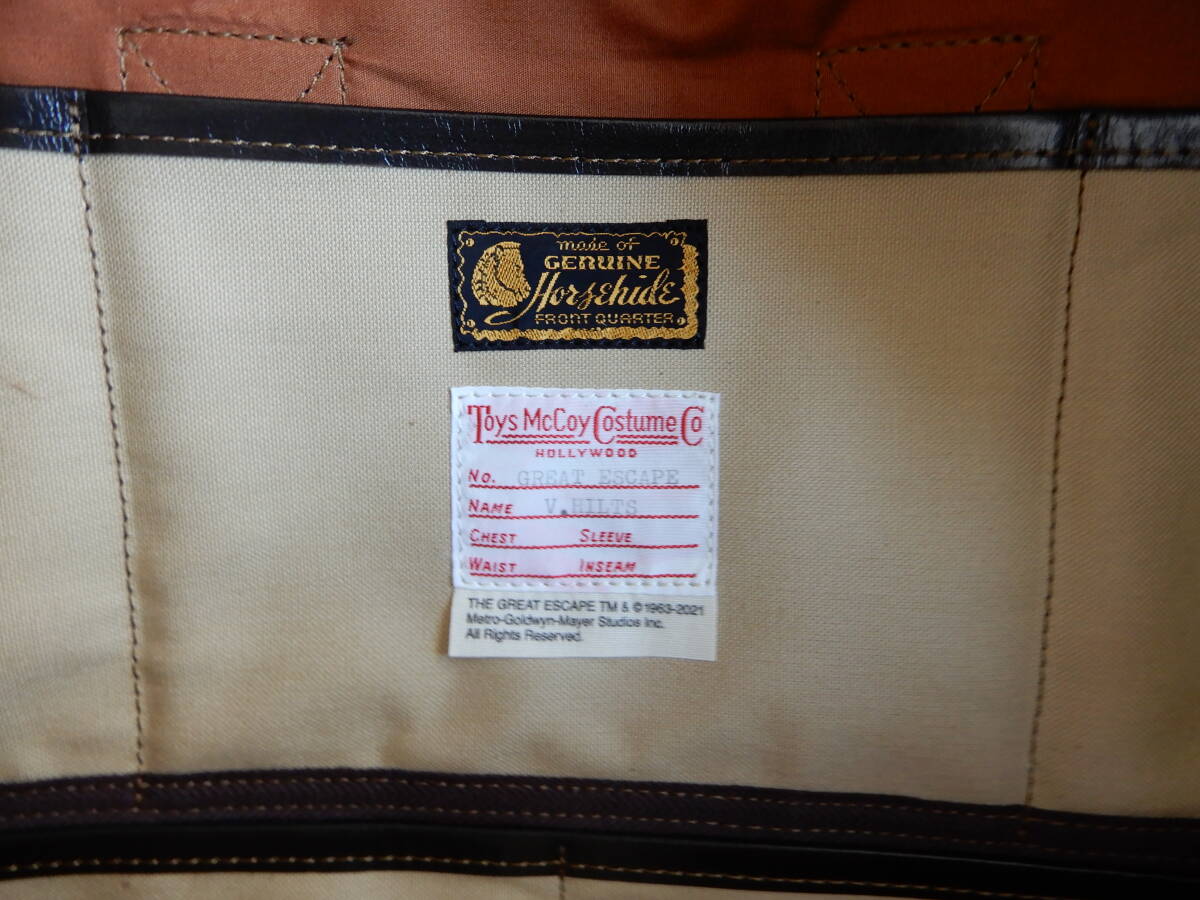 made of
GENUINE
Horsehide
FRONT QUARTER
Toys McCoy Costume Co
HOLLYWOOD
No. GREAT ESCAPE
NAME V.HILTS
CHEST SLEEVE
WAIST INSEAM
THE GREAT ESCAPE TM & © 1963-2021
Metro-Goldwyn-Mayer Studios Inc.
All Rights Reserved.